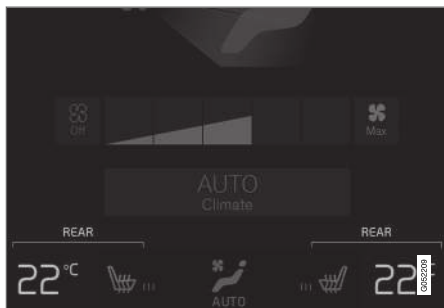 Off
Max
AUTO
Climate
REAR REAR
22°C 22°C
AUTO
G052209